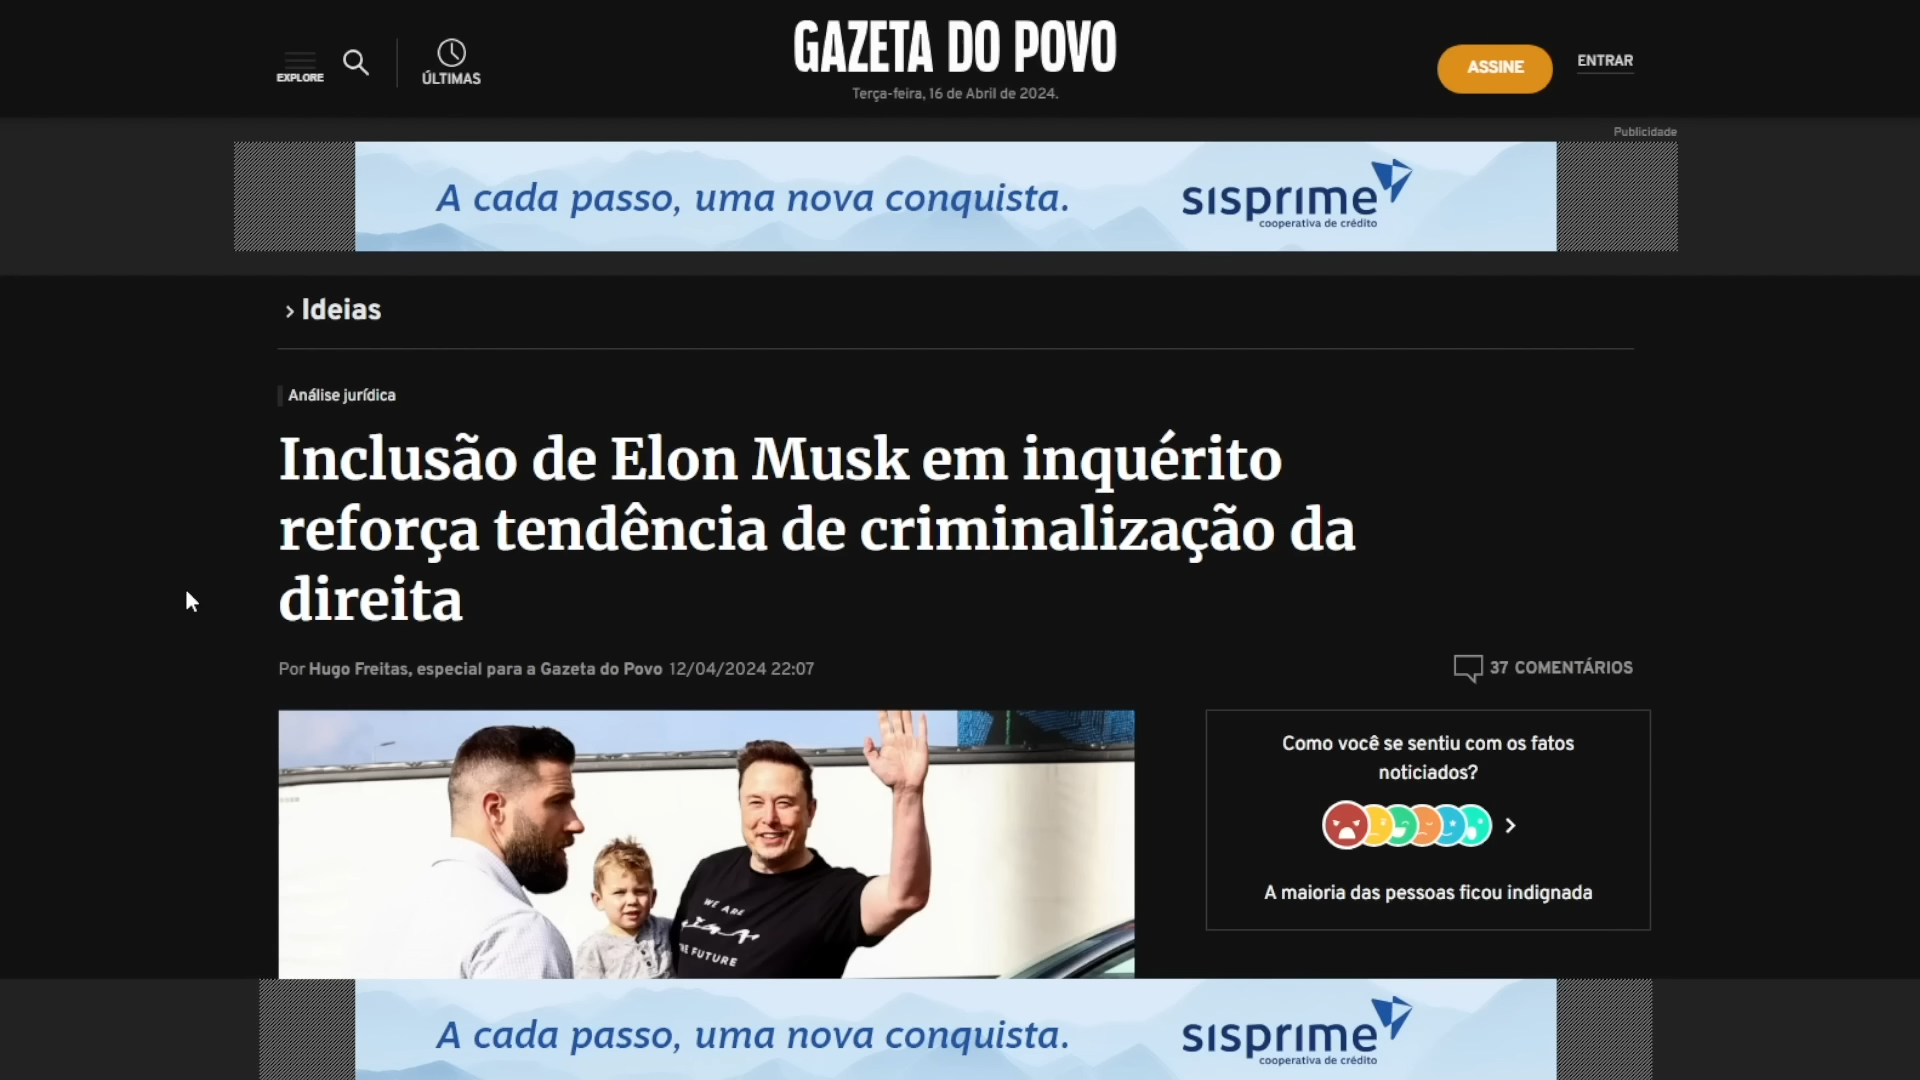 EXPLORE
ÚLTIMAS
GAZETA DO POVO
Terça-feira, 16 de Abril de 2024.
ASSINE
ENTRAR
Publicidade
A cada passo, uma nova conquista.
sisprime
cooperativa de crédito
› Ideias
Análise jurídica
Inclusão de Elon Musk em inquérito
reforça tendência de criminalização da
direita
Por Hugo Freitas, especial para a Gazeta do Povo 12/04/2024 22:07
37 COMENTÁRIOS
WE ARE
THE FUTURE
Como você se sentiu com os fatos
noticiados?
A maioria das pessoas ficou indignada
A cada passo, uma nova conquista.
sisprime
cooperativa de crédito